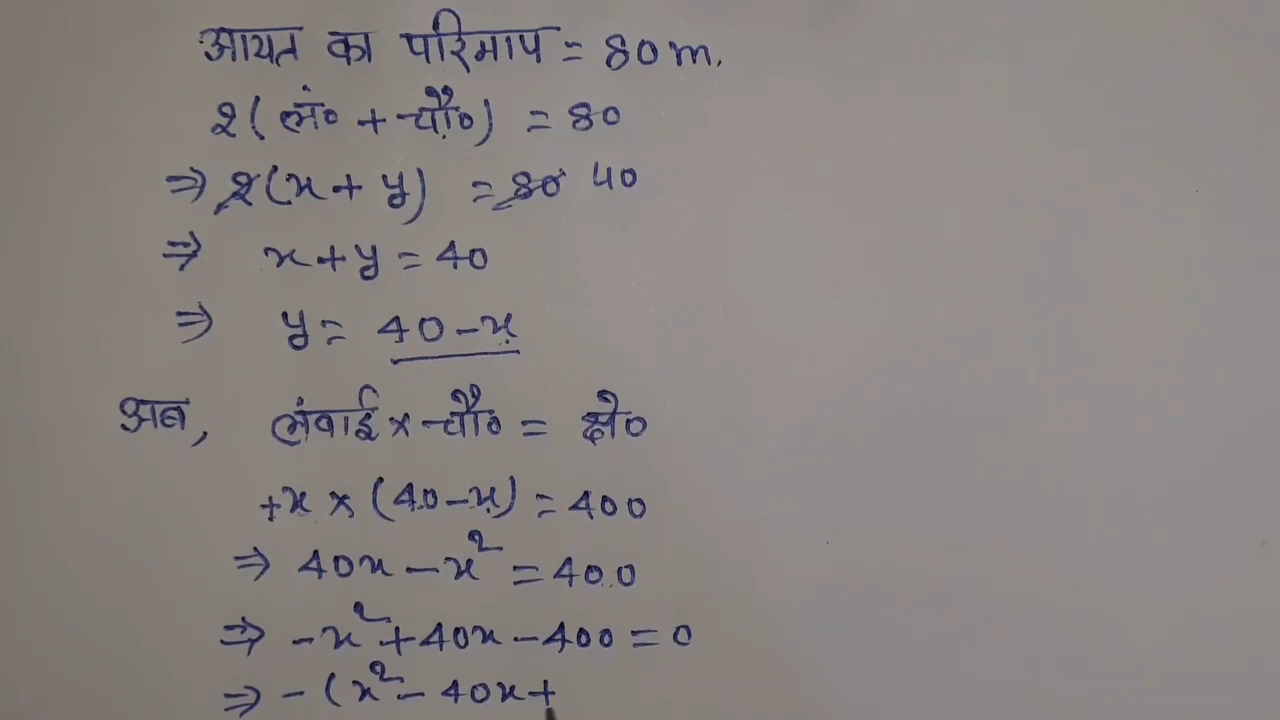 आयत का परिमाप = 80 m.
2 ( लं० + चौ० ) = 80
⇒ 2 ( x + y ) = 80 40
⇒ x + y = 40
⇒ y = 40 - x
अब, लंबाई × चौ० = क्षे०
+x × ( 40 - x ) = 400
⇒ 40x - x² = 400
⇒ -x² + 40x - 400 = 0
⇒ - ( x² - 40x +